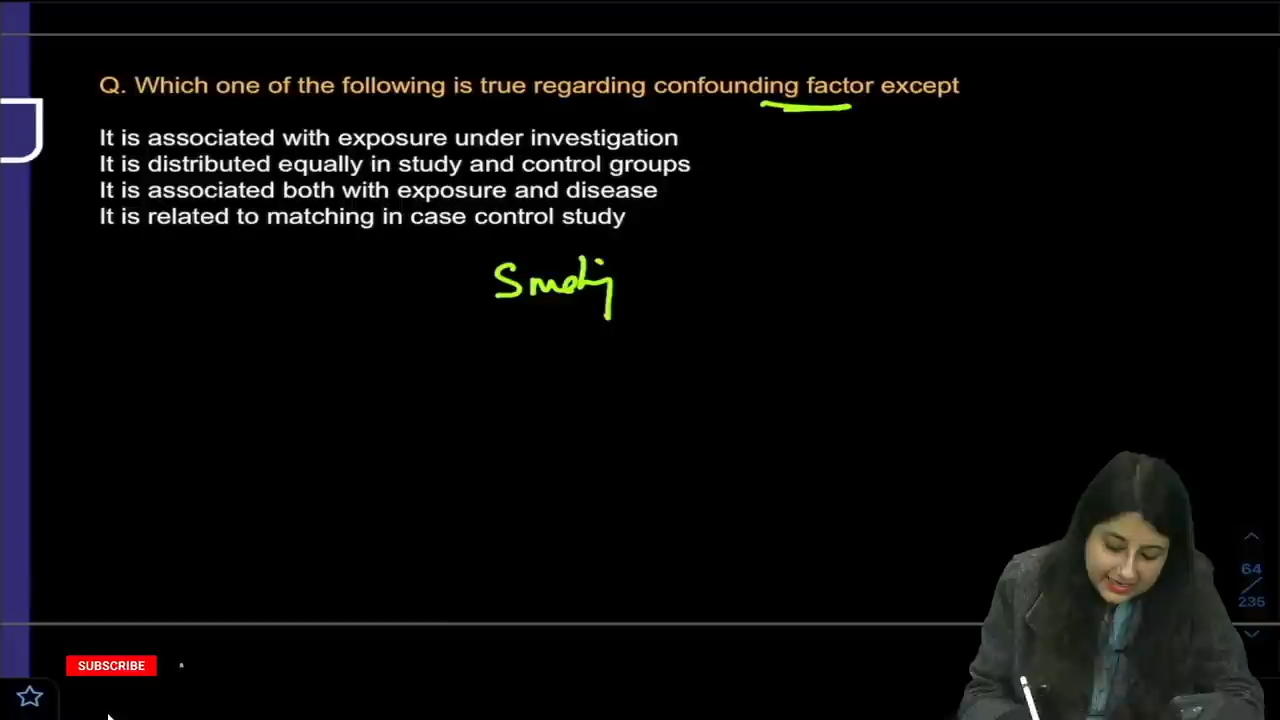 Q. Which one of the following is true regarding confounding factor except
It is associated with exposure under investigation
It is distributed equally in study and control groups
It is associated both with exposure and disease
It is related to matching in case control study
64
235
SUBSCRIBE